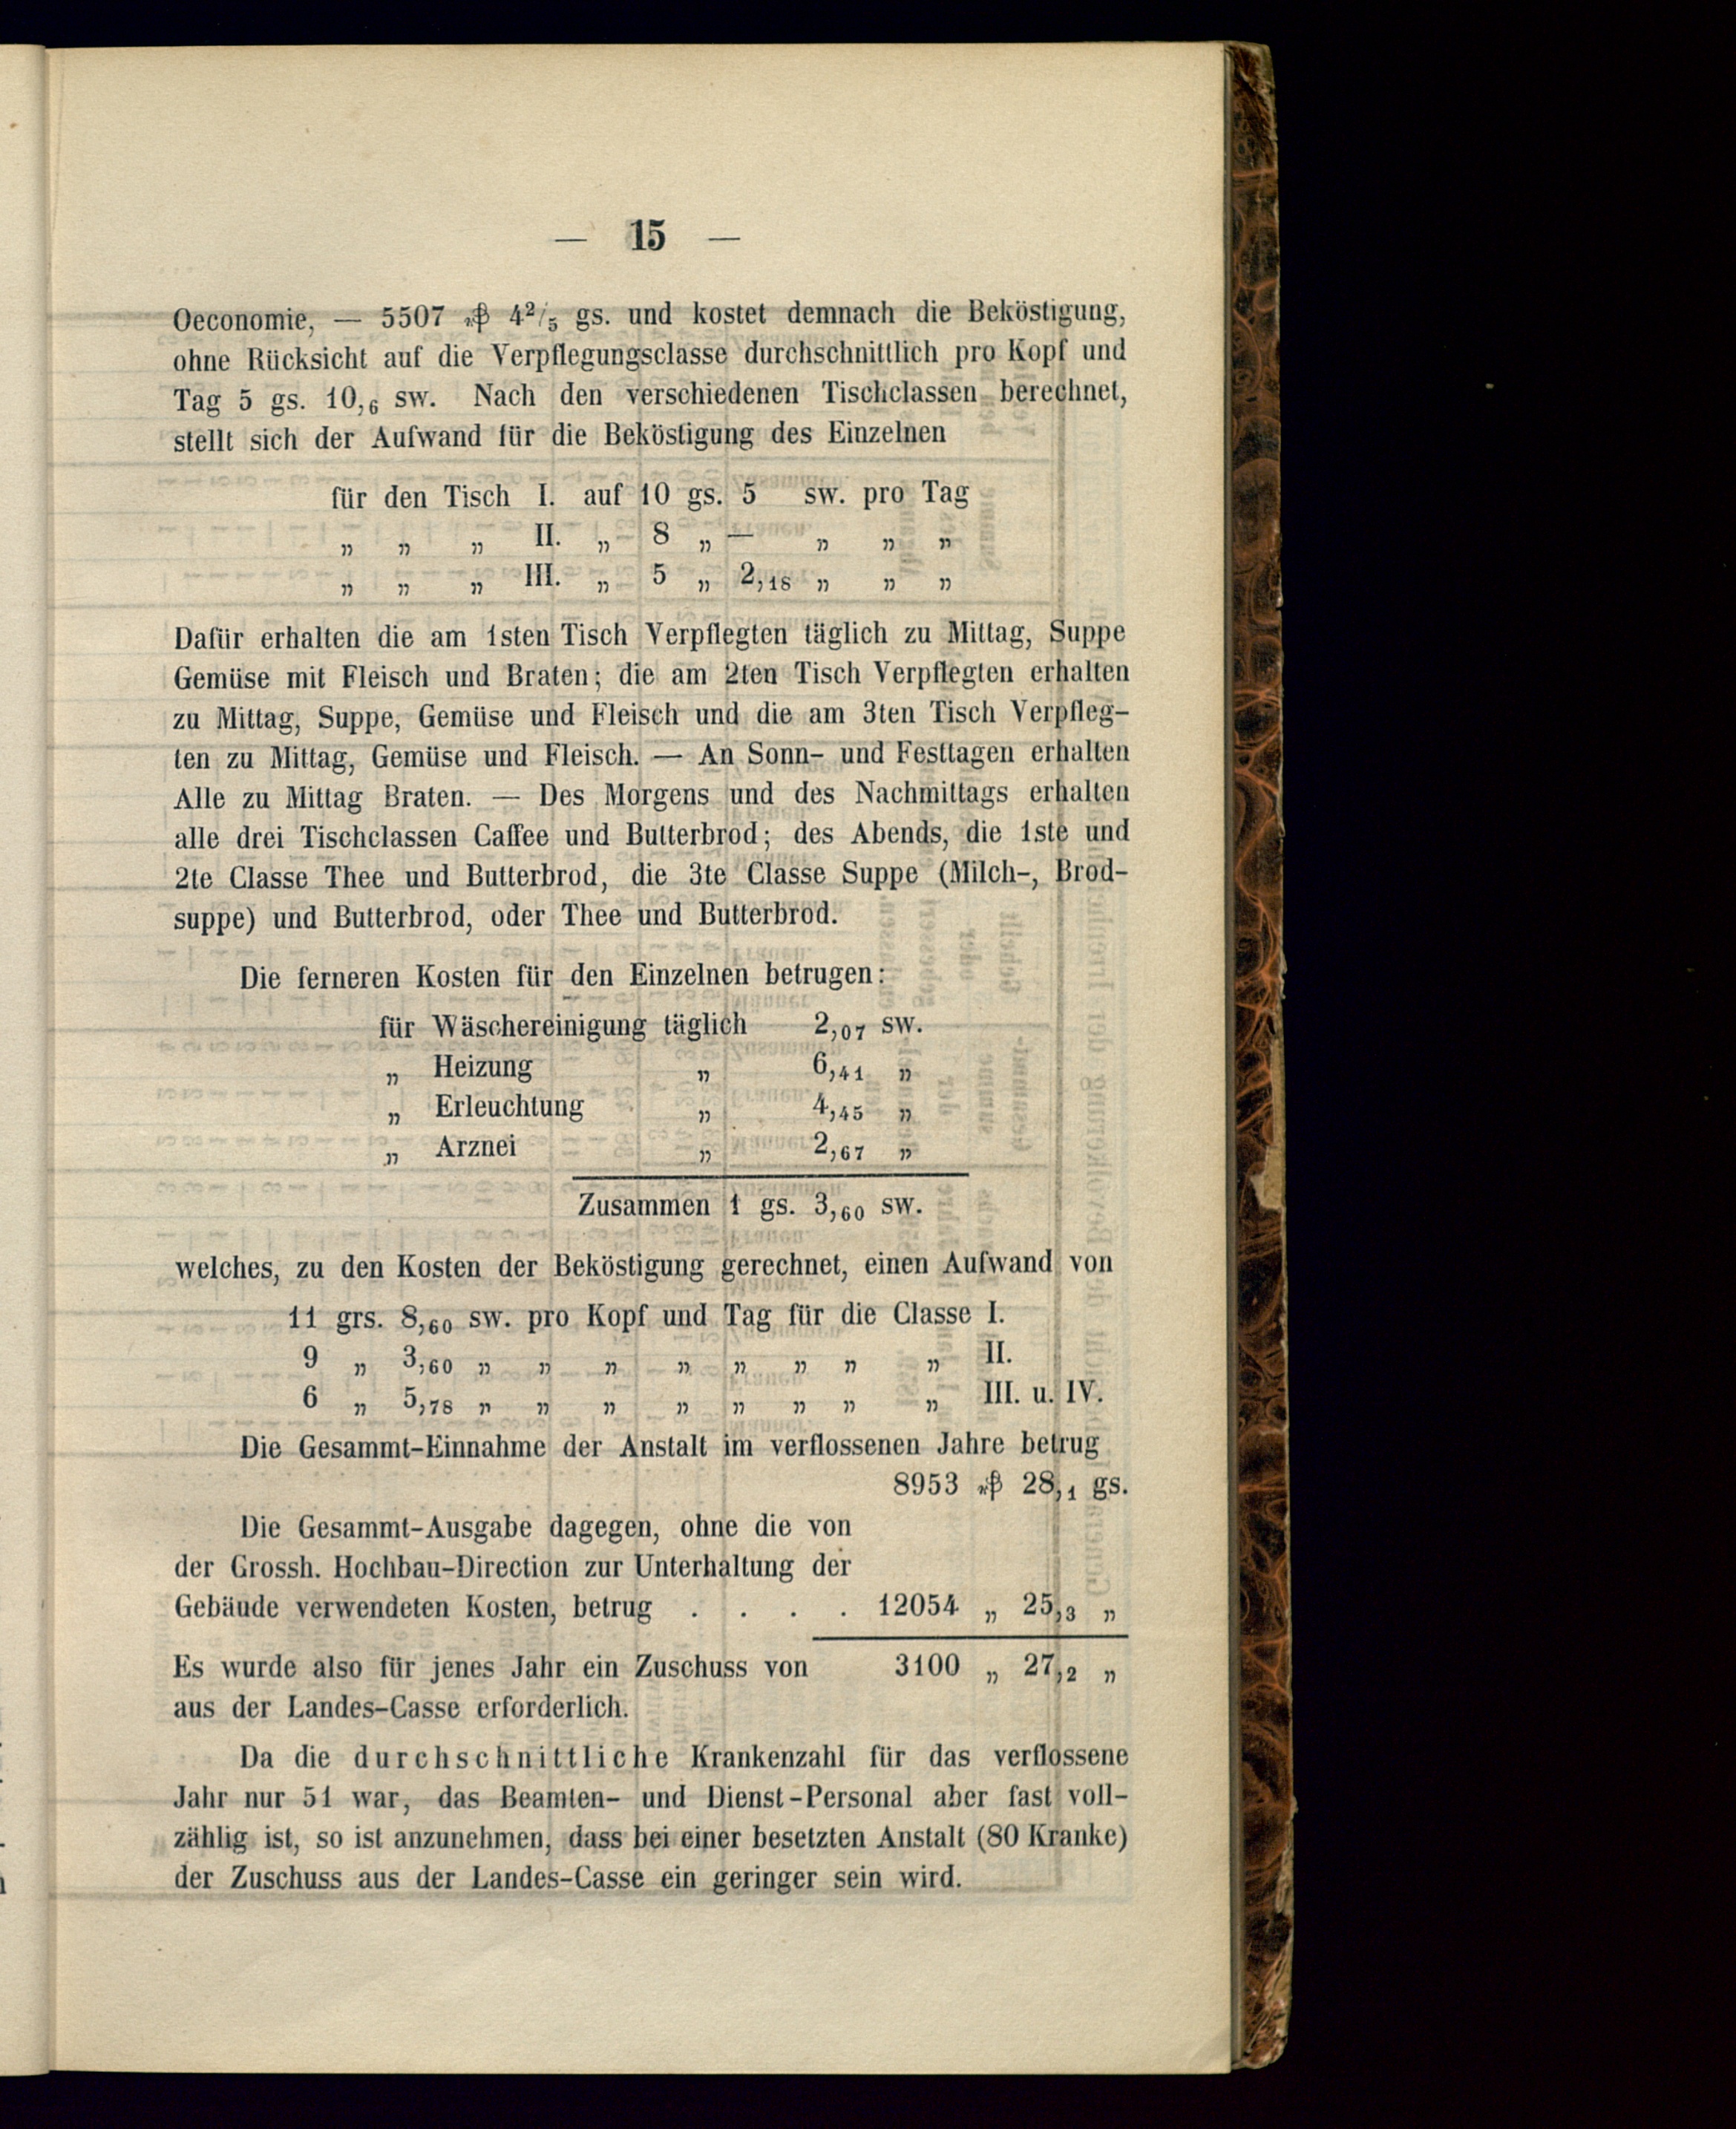 — 15 —
Oeconomie, — 5507 ₰ 4²/₅ gs. und kostet demnach die Beköstigung,
ohne Rücksicht auf die Verpflegungsclasse durchschnittlich pro Kopf und
Tag 5 gs. 10,₆ sw. Nach den verschiedenen Tischclassen berechnet,
stellt sich der Aufwand für die Beköstigung des Einzelnen
für den Tisch I. auf 10 gs. 5 sw. pro Tag
„ „ „ II. „ 8 „ — „ „ „
„ „ „ III. „ 5 „ 2,₁₈ „ „ „
Dafür erhalten die am 1sten Tisch Verpflegten täglich zu Mittag, Suppe
Gemüse mit Fleisch und Braten; die am 2ten Tisch Verpflegten erhalten
zu Mittag, Suppe, Gemüse und Fleisch und die am 3ten Tisch Verpfleg-
ten zu Mittag, Gemüse und Fleisch. — An Sonn- und Festtagen erhalten
Alle zu Mittag Braten. — Des Morgens und des Nachmittags erhalten
alle drei Tischclassen Caffee und Butterbrod; des Abends, die 1ste und
2te Classe Thee und Butterbrod, die 3te Classe Suppe (Milch-, Brod-
suppe) und Butterbrod, oder Thee und Butterbrod.
Die ferneren Kosten für den Einzelnen betrugen:
für Wäschereinigung täglich 2,₀₇ sw.
„ Heizung „ 6,₄₁ „
„ Erleuchtung „ 4,₄₅ „
„ Arznei „ 2,₆₇ „
Zusammen 1 gs. 3,₆₀ sw.
welches, zu den Kosten der Beköstigung gerechnet, einen Aufwand von
11 grs. 8,₆₀ sw. pro Kopf und Tag für die Classe I.
9 „ 3,₆₀ „ „ „ „ „ „ „ „ II.
6 „ 5,₇₈ „ „ „ „ „ „ „ „ III. u. IV.
Die Gesammt-Einnahme der Anstalt im verflossenen Jahre betrug
8953 ₰ 28,₁ gs.
Die Gesammt-Ausgabe dagegen, ohne die von
der Grossh. Hochbau-Direction zur Unterhaltung der
Gebäude verwendeten Kosten, betrug . . . . 12054 „ 25,₃ „
Es wurde also für jenes Jahr ein Zuschuss von 3100 „ 27,₂ „
aus der Landes-Casse erforderlich.
Da die durchschnittliche Krankenzahl für das verflossene
Jahr nur 51 war, das Beamten- und Dienst-Personal aber fast voll-
zählig ist, so ist anzunehmen, dass bei einer besetzten Anstalt (80 Kranke)
der Zuschuss aus der Landes-Casse ein geringer sein wird.